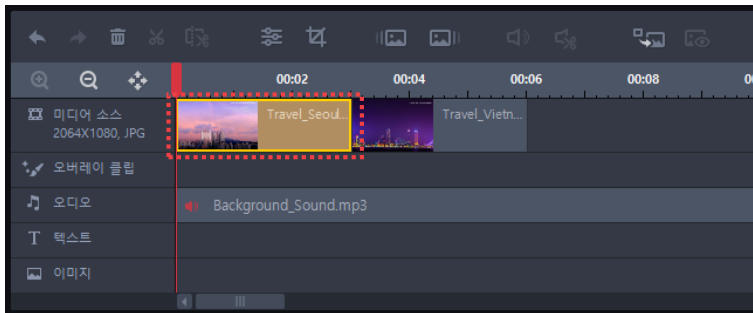 00:02 00:04 00:06 00:08
미디어 소스 Travel_Seoul... Travel_Vietn...
2064X1080, JPG
오버레이 클립
오디오 Background_Sound.mp3
T 텍스트
이미지